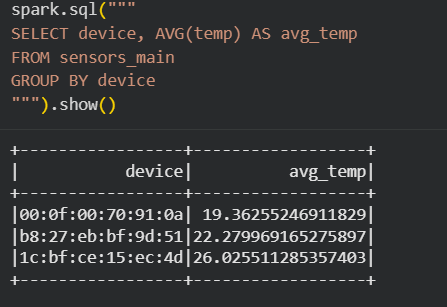 spark.sql("""
SELECT device, AVG(temp) AS avg_temp
FROM sensors_main
GROUP BY device
""").show()
+-----------------+------------------+
|           device|          avg_temp|
+-----------------+------------------+
|00:0f:00:70:91:0a| 19.36255246911829|
|b8:27:eb:bf:9d:51|22.279969165275897|
|1c:bf:ce:15:ec:4d|26.025511285357403|
+-----------------+------------------+